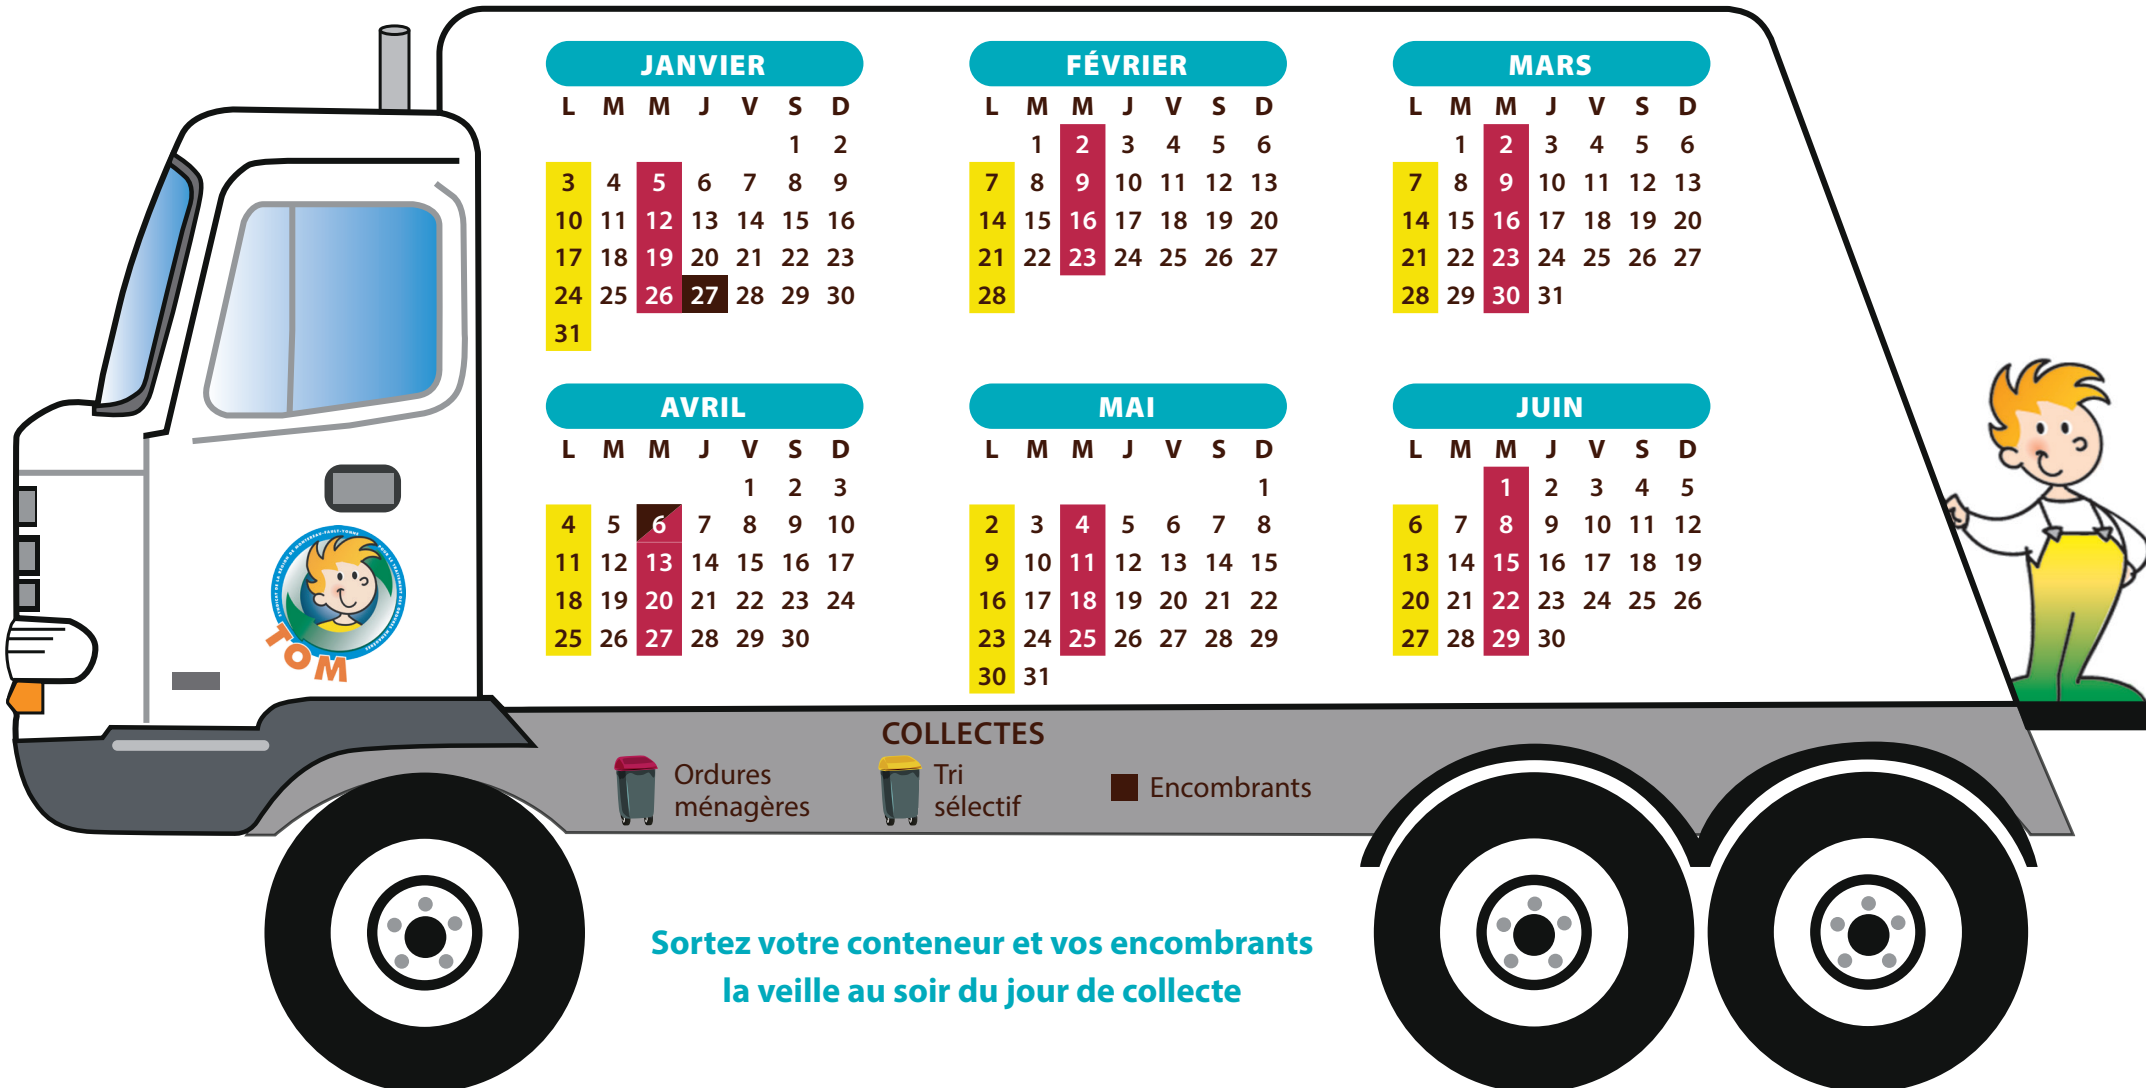 JANVIER
L M M J V S D
1 2
3 4 5 6 7 8 9
10 11 12 13 14 15 16
17 18 19 20 21 22 23
24 25 26 27 28 29 30
31
FÉVRIER
L M M J V S D
1 2 3 4 5 6
7 8 9 10 11 12 13
14 15 16 17 18 19 20
21 22 23 24 25 26 27
28
MARS
L M M J V S D
1 2 3 4 5 6
7 8 9 10 11 12 13
14 15 16 17 18 19 20
21 22 23 24 25 26 27
28 29 30 31
AVRIL
L M M J V S D
1 2 3
4 5 6 7 8 9 10
11 12 13 14 15 16 17
18 19 20 21 22 23 24
25 26 27 28 29 30
MAI
L M M J V S D
1
2 3 4 5 6 7 8
9 10 11 12 13 14 15
16 17 18 19 20 21 22
23 24 25 26 27 28 29
30 31
JUIN
L M M J V S D
1 2 3 4 5
6 7 8 9 10 11 12
13 14 15 16 17 18 19
20 21 22 23 24 25 26
27 28 29 30
TOM
COLLECTES
Ordures
ménagères
Tri
sélectif
Encombrants
Sortez votre conteneur et vos encombrants
la veille au soir du jour de collecte